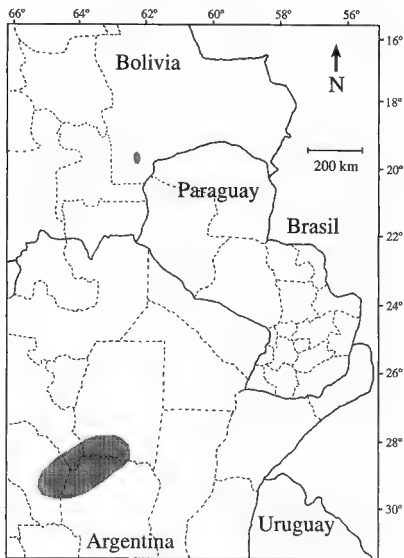 66° 64° 62° 60° 58° 56°
16°
Bolivia
N
18°
200 km
20°
Paraguay
Brasil
22°
24°
26°
28°
30°
Argentina
Uruguay